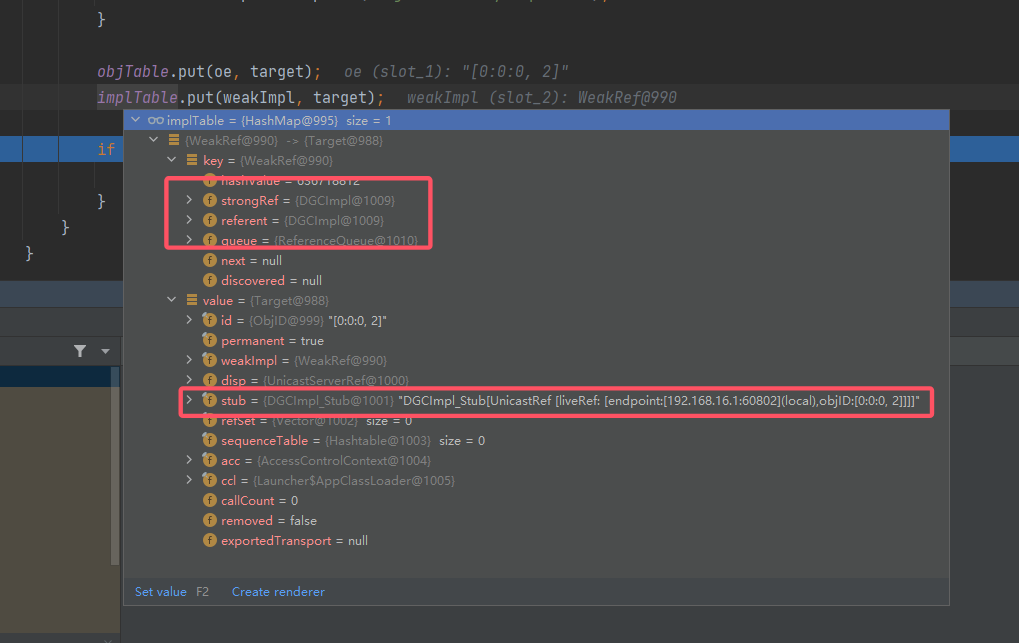 }
objTable.put(oe, target);   oe (slot_1): "[0:0:0, 2]"
implTable.put(weakImpl, target);   weakImpl (slot_2): WeakRef@990
implTable = {HashMap@995}  size = 1
{WeakRef@990}  -> {Target@988}
key = {WeakRef@990}
if
hashValue = 630718812
strongRef = {DGCImpl@1009}
}
referent = {DGCImpl@1009}
}
queue = {ReferenceQueue@1010}
}
next = null
discovered = null
value = {Target@988}
id = {ObjID@999} "[0:0:0, 2]"
permanent = true
weakImpl = {WeakRef@990}
disp = {UnicastServerRef@1000}
stub = {DGCImpl_Stub@1001} "DGCImpl_Stub[UnicastRef [liveRef: [endpoint:[192.168.16.1:60802](local),objID:[0:0:0, 2]]]]"
refSet = {Vector@1002}  size = 0
sequenceTable = {Hashtable@1003}  size = 0
acc = {AccessControlContext@1004}
ccl = {Launcher$AppClassLoader@1005}
callCount = 0
removed = false
exportedTransport = null
Set value  F2  Create renderer